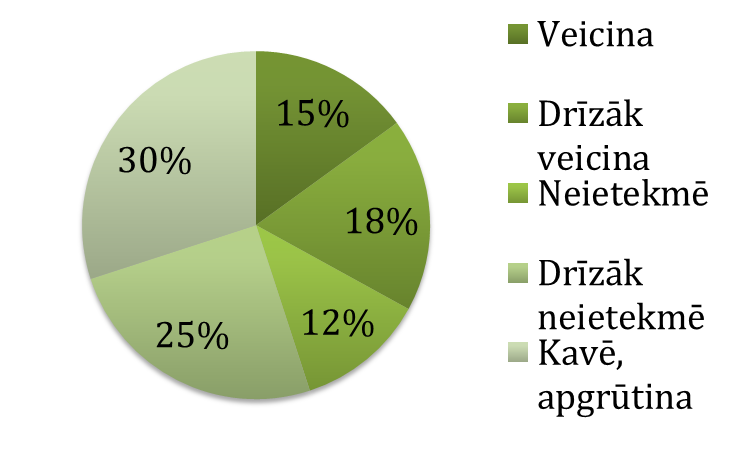 15%
18%
12%
25%
30%
Veicina
Drīzāk
veicina
Neietekmē
Drīzāk
neietekmē
Kavē,
apgrūtina